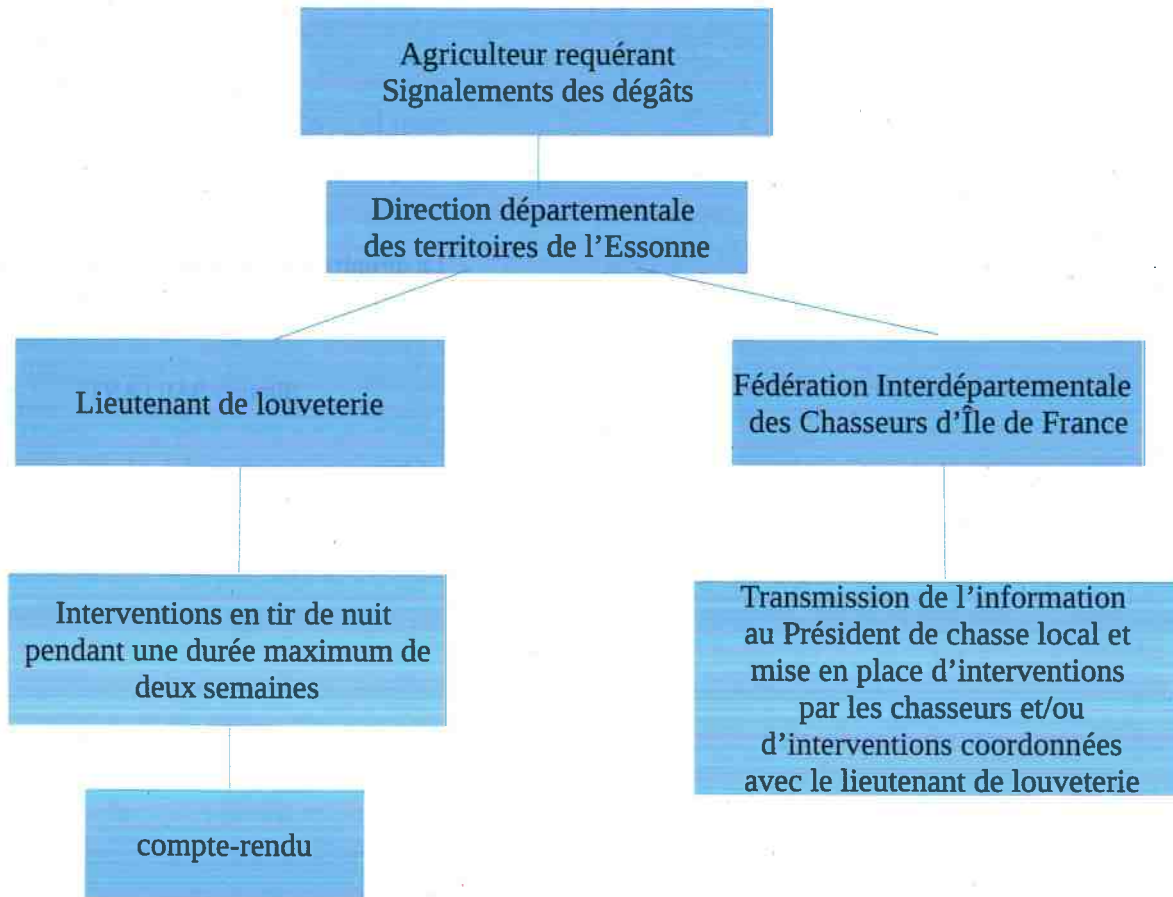 Agriculteur requérant
Signalements des dégâts
Direction départementale
des territoires de l'Essonne
Lieutenant de louveterie
Fédération Interdépartementale
des Chasseurs d'Île de France
Interventions en tir de nuit
pendant une durée maximum de
deux semaines
Transmission de l'information
au Président de chasse local et
mise en place d'interventions
par les chasseurs et/ou
d'interventions coordonnées
avec le lieutenant de louveterie
compte-rendu